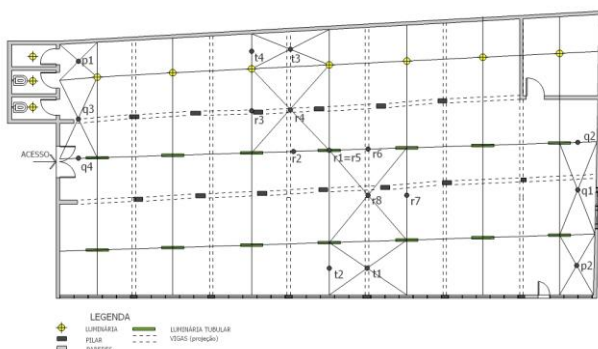 t4
t3
p1
q3
r3
r4
ACESSO
q4
r2
r1=r5
r6
q2
q1
r8
r7
t2
t1
p2
LEGENDA
LUMINÁRIA
LUMINÁRIA TUBULAR
PILAR
VIGAS (projeção)
PAREDES